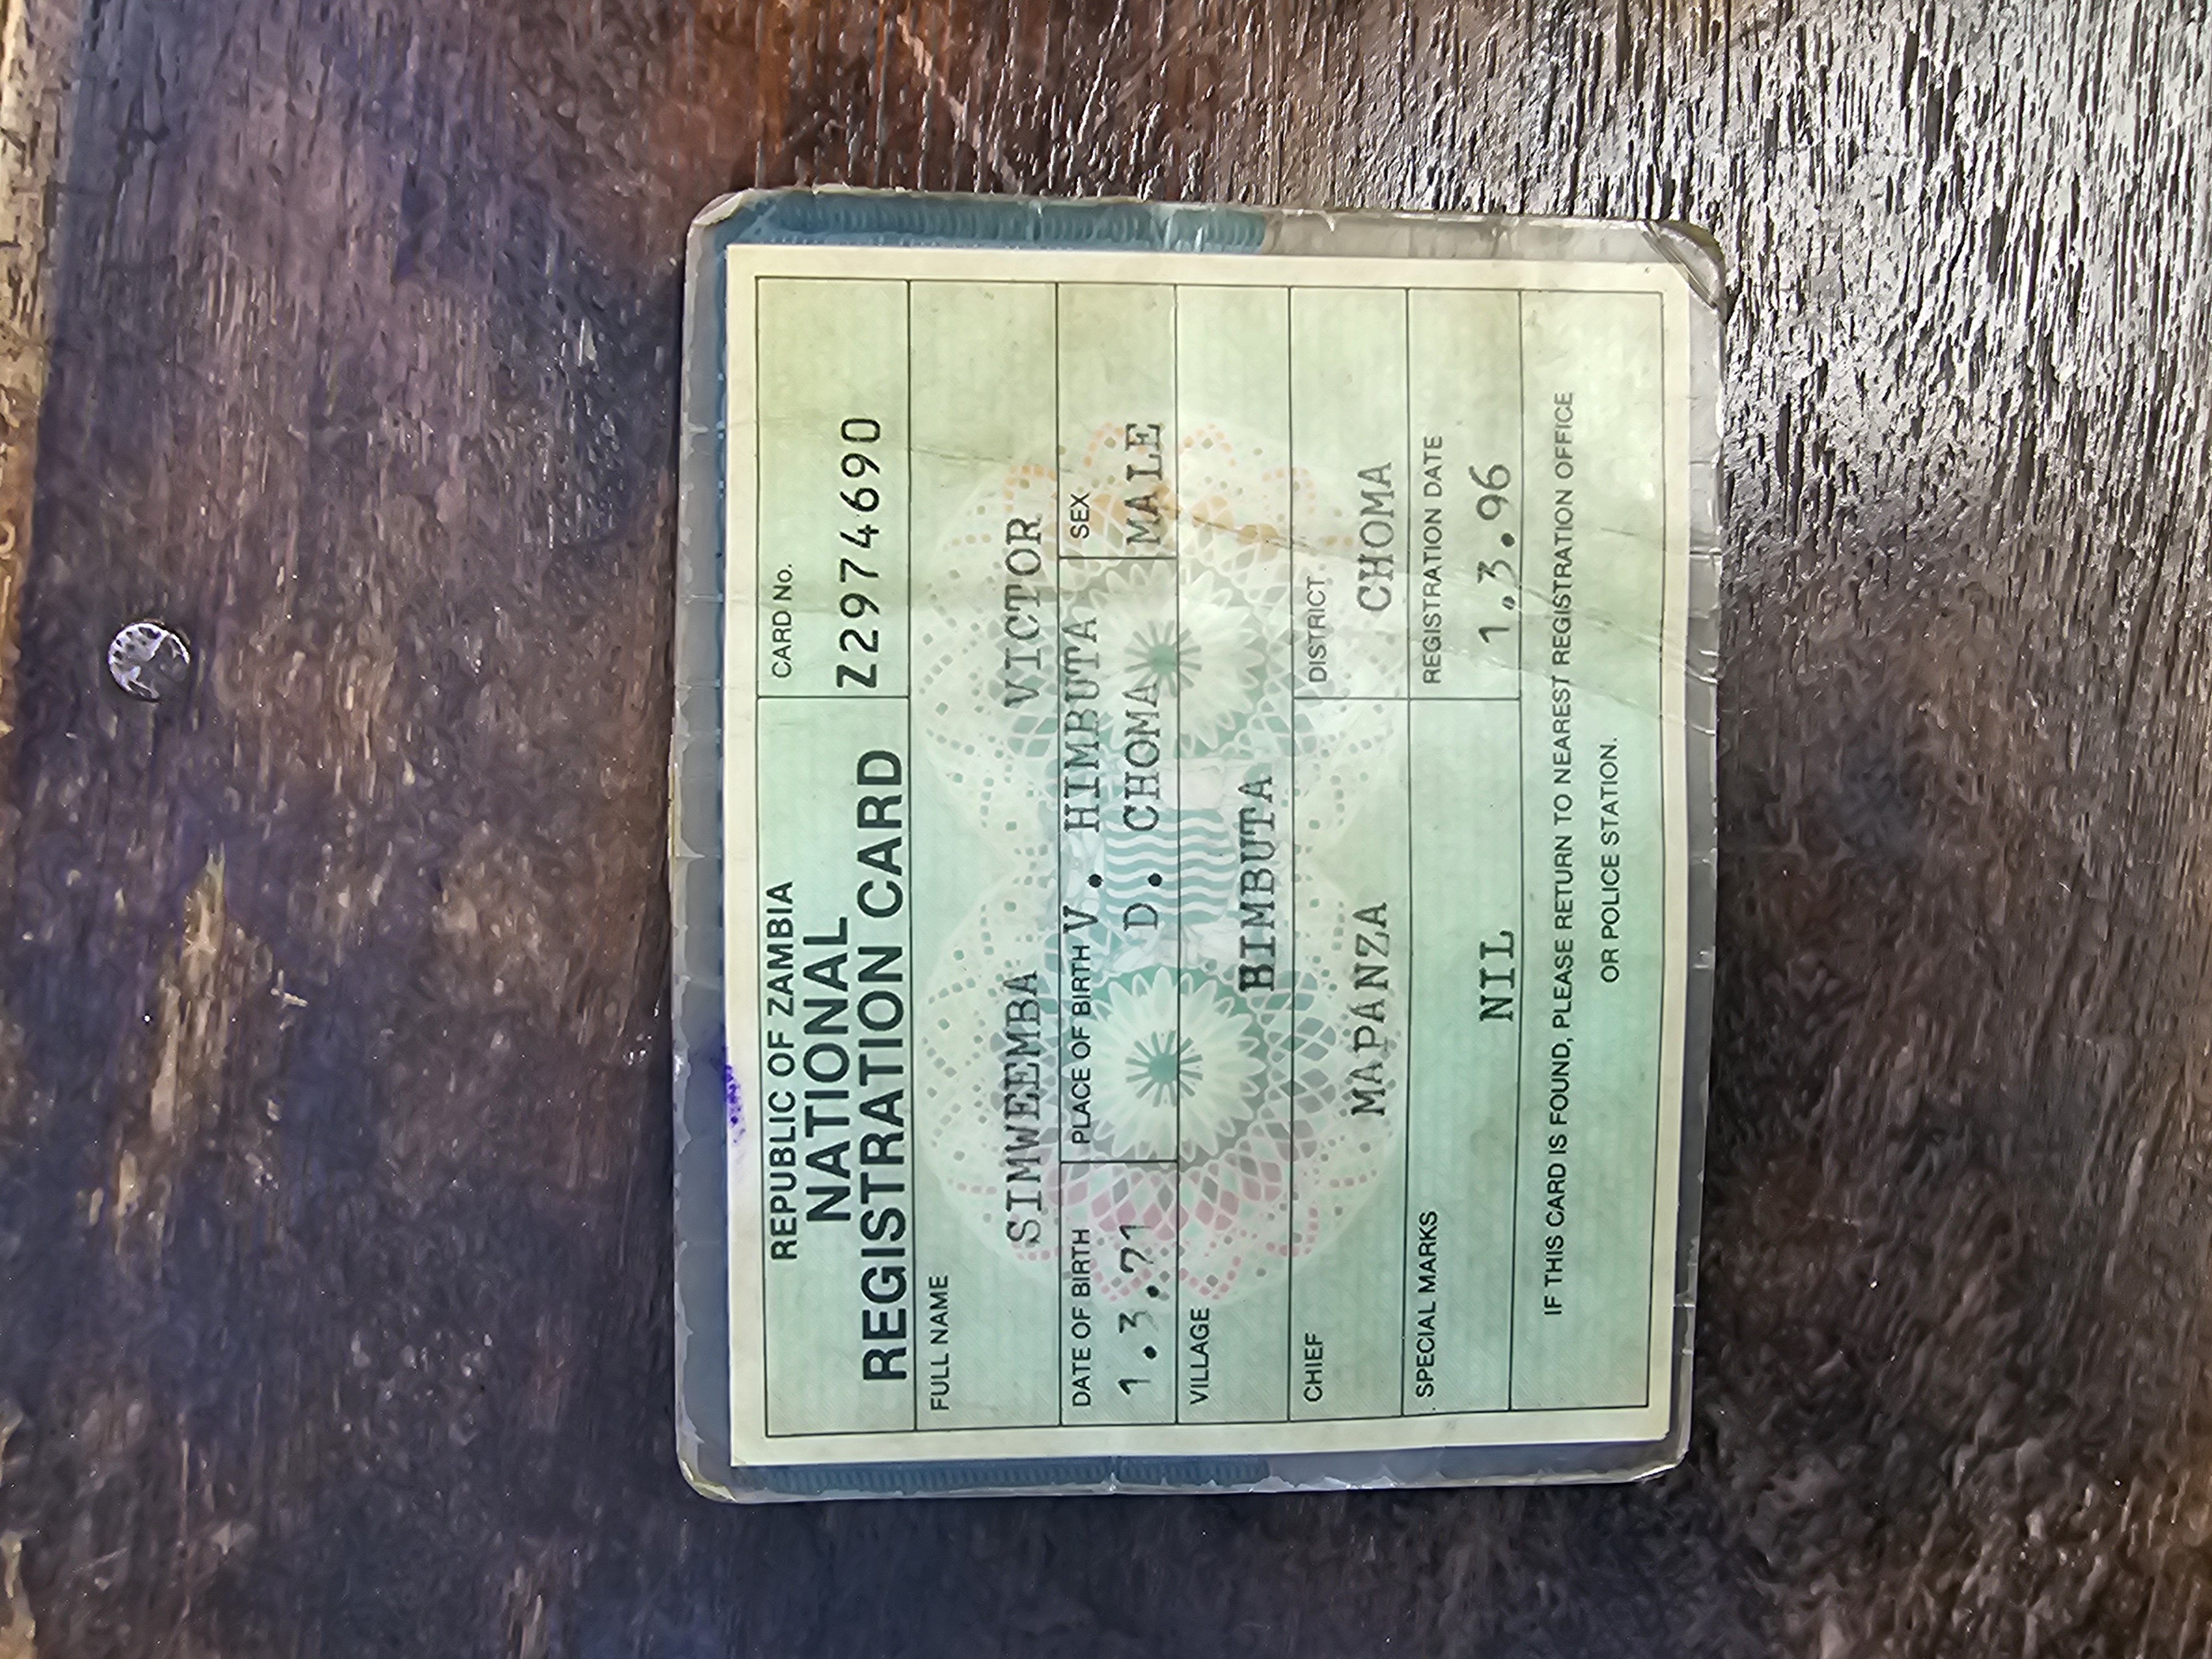 REPUBLIC OF ZAMBIA
NATIONAL
REGISTRATION CARD
CARD No.
Z2974690
FULL NAME
SIMWEEMBA VICTOR
DATE OF BIRTH
1.3.71
PLACE OF BIRTH V. HIMBUTA
D. CHOMA
SEX
MALE
VILLAGE
HIMBUTA
CHIEF
MAPANZA
DISTRICT
CHOMA
SPECIAL MARKS
NIL
REGISTRATION DATE
1.3.96
IF THIS CARD IS FOUND, PLEASE RETURN TO NEAREST REGISTRATION OFFICE
OR POLICE STATION.